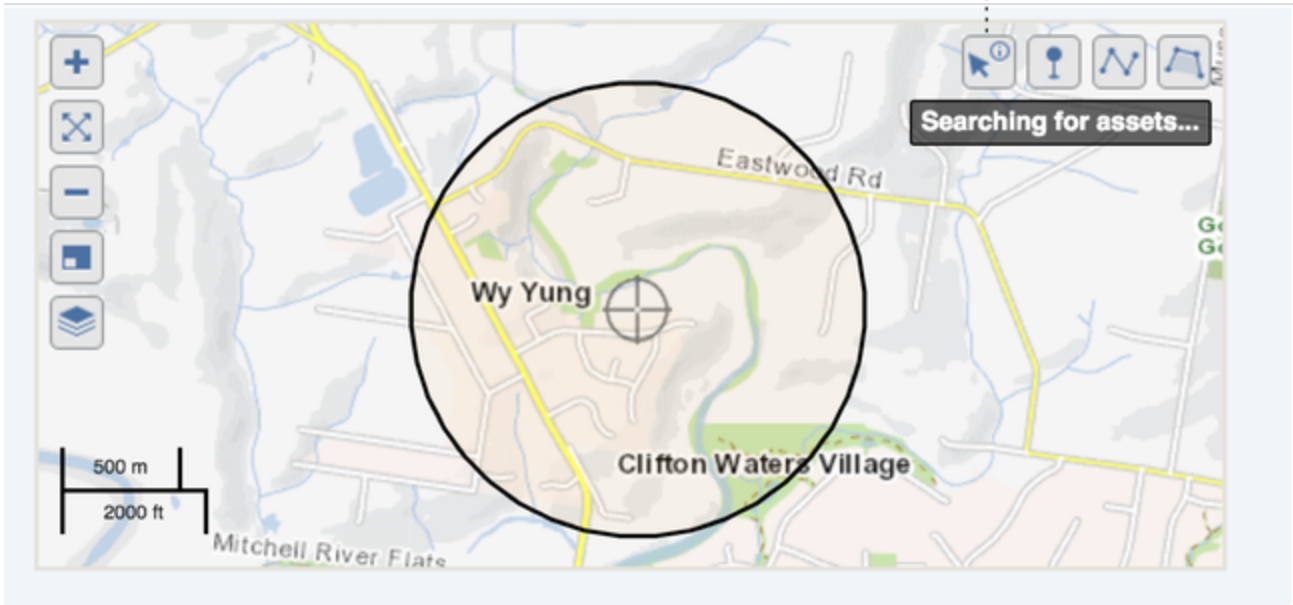 Searching for assets...
Eastwood Rd
Wy Yung
Clifton Waters Village
500 m
2000 ft
Mitchell River Flats